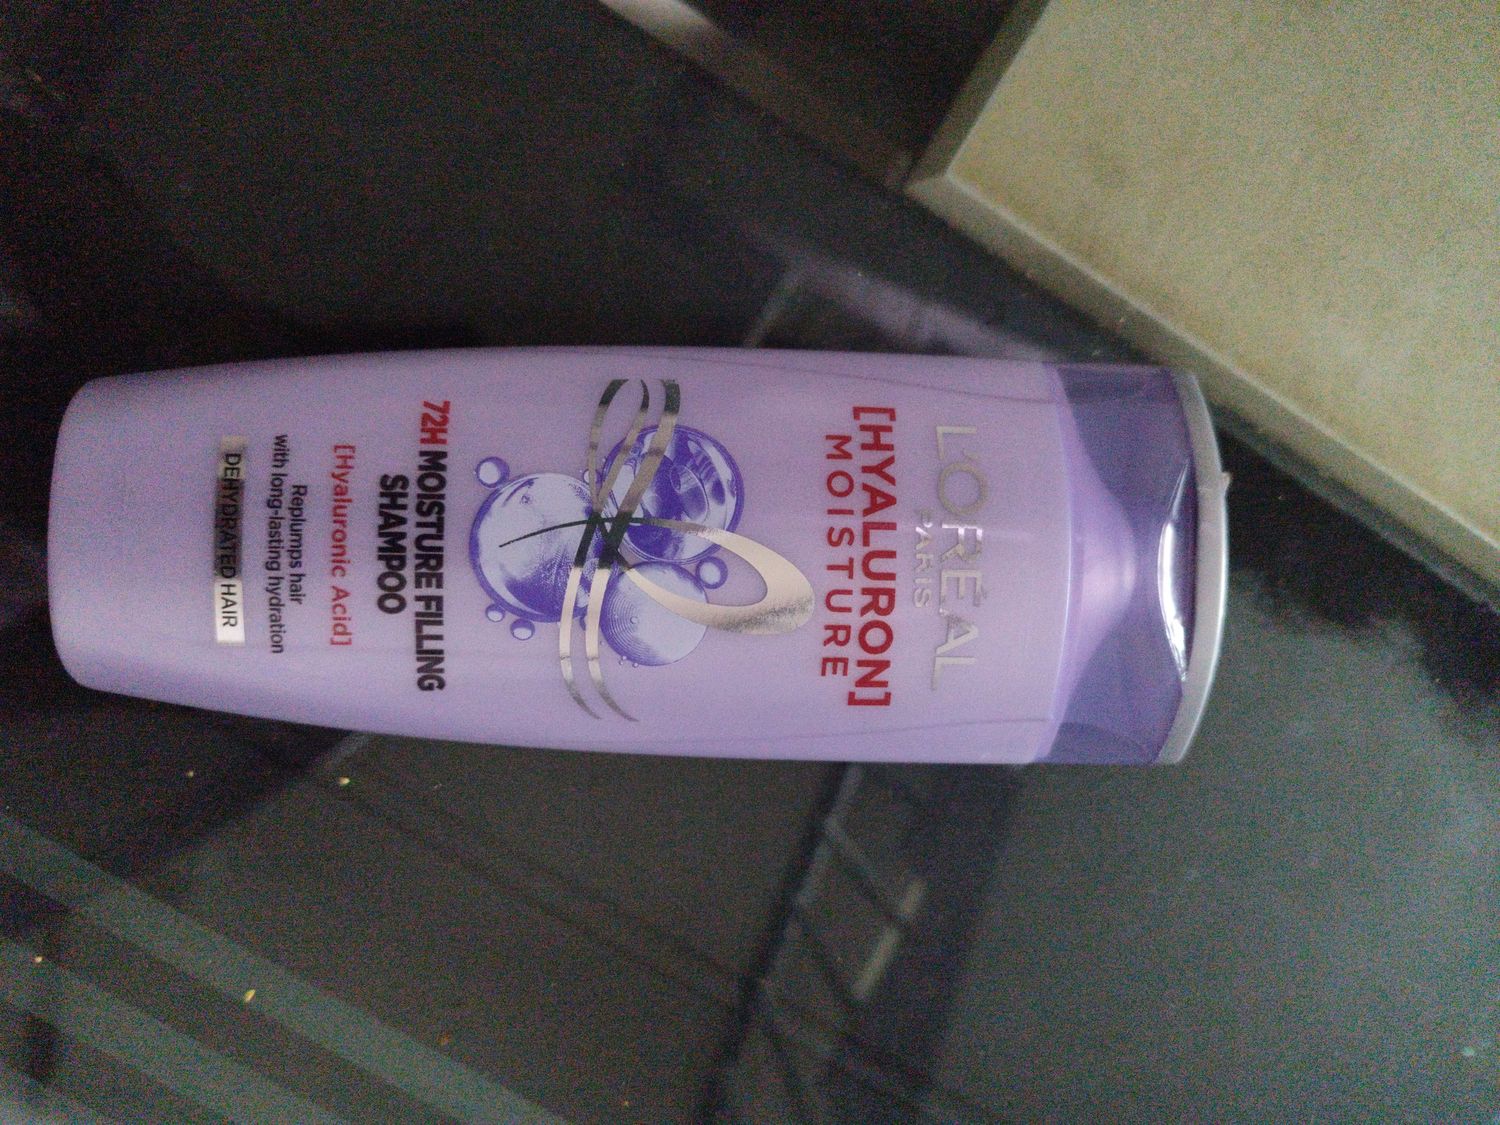 L'ORÉAL
PARIS
[HYALURON]
MOISTURE
72H MOISTURE FILLING
SHAMPOO
[Hyaluronic Acid]
Replumps hair
with long-lasting hydration
DEHYDRATED HAIR